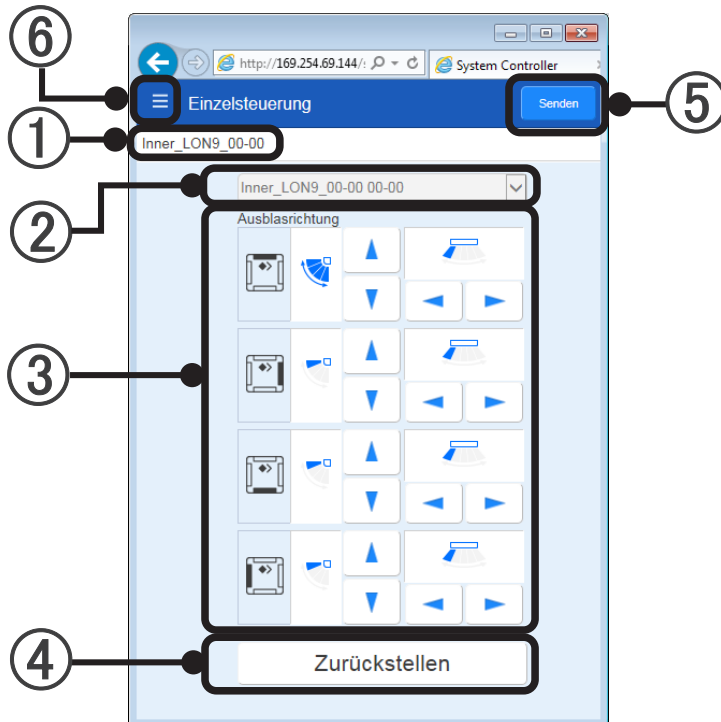 ⑥
http://169.254.69.144/s
System Controller
Einzelsteuerung
Senden
⑤
①
Inner_LON9_00-00
②
Inner_LON9_00-00 00-00
Ausblasrichtung
③
④
Zurückstellen